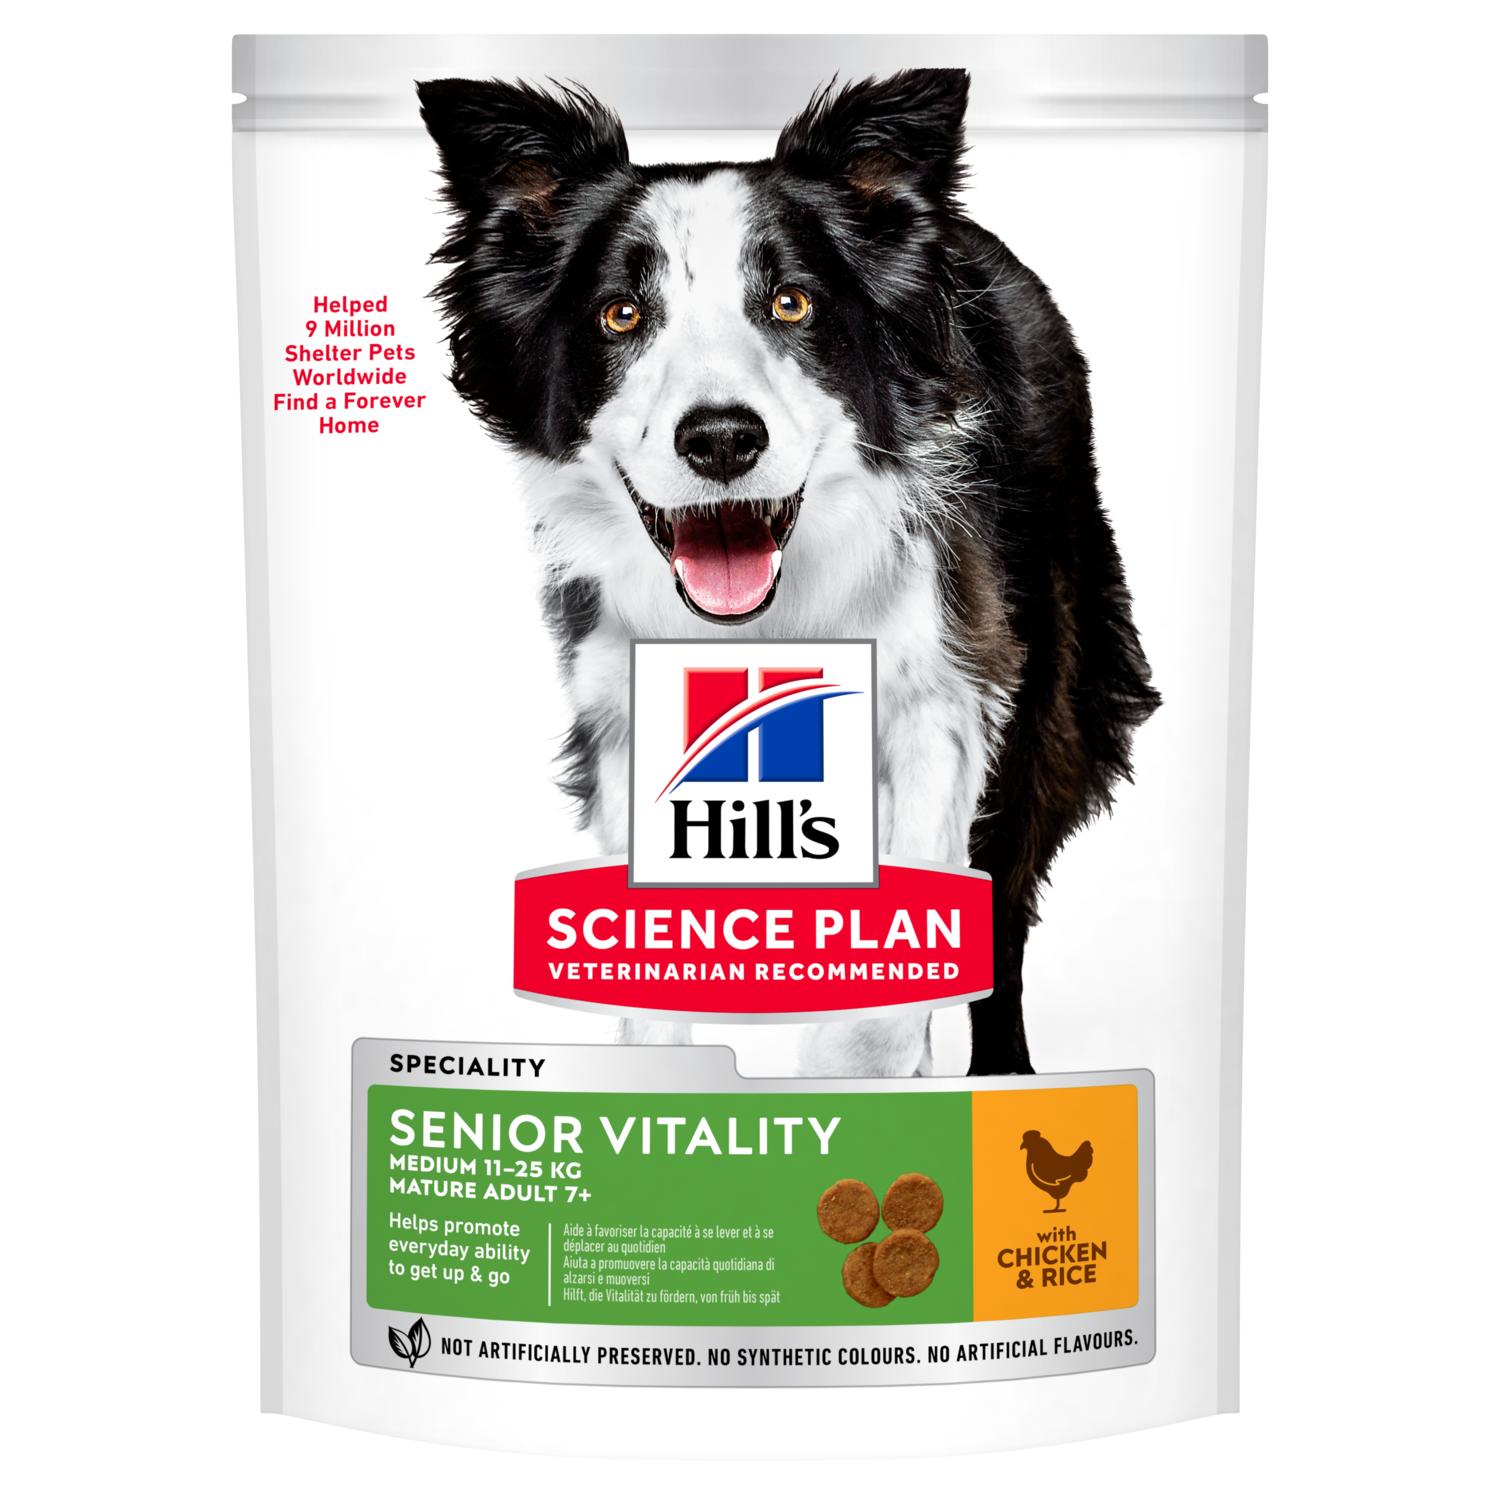 Helped
9 Million
Shelter Pets
Worldwide
Find a Forever
Home
Hill's
SCIENCE PLAN
VETERINARIAN RECOMMENDED
SPECIALITY
SENIOR VITALITY
MEDIUM 11-25 KG
MATURE ADULT 7+
Helps promote
everyday ability
to get up & go
Aide à favoriser la capacité à se lever et à se
déplacer au quotidien
Aiuta a promuovere la capacità quotidiana di
alzarsi e muoversi
Hilft, die Vitalität zu fördern, von früh bis spät
with
CHICKEN
& RICE
NOT ARTIFICIALLY PRESERVED. NO SYNTHETIC COLOURS. NO ARTIFICIAL FLAVOURS.